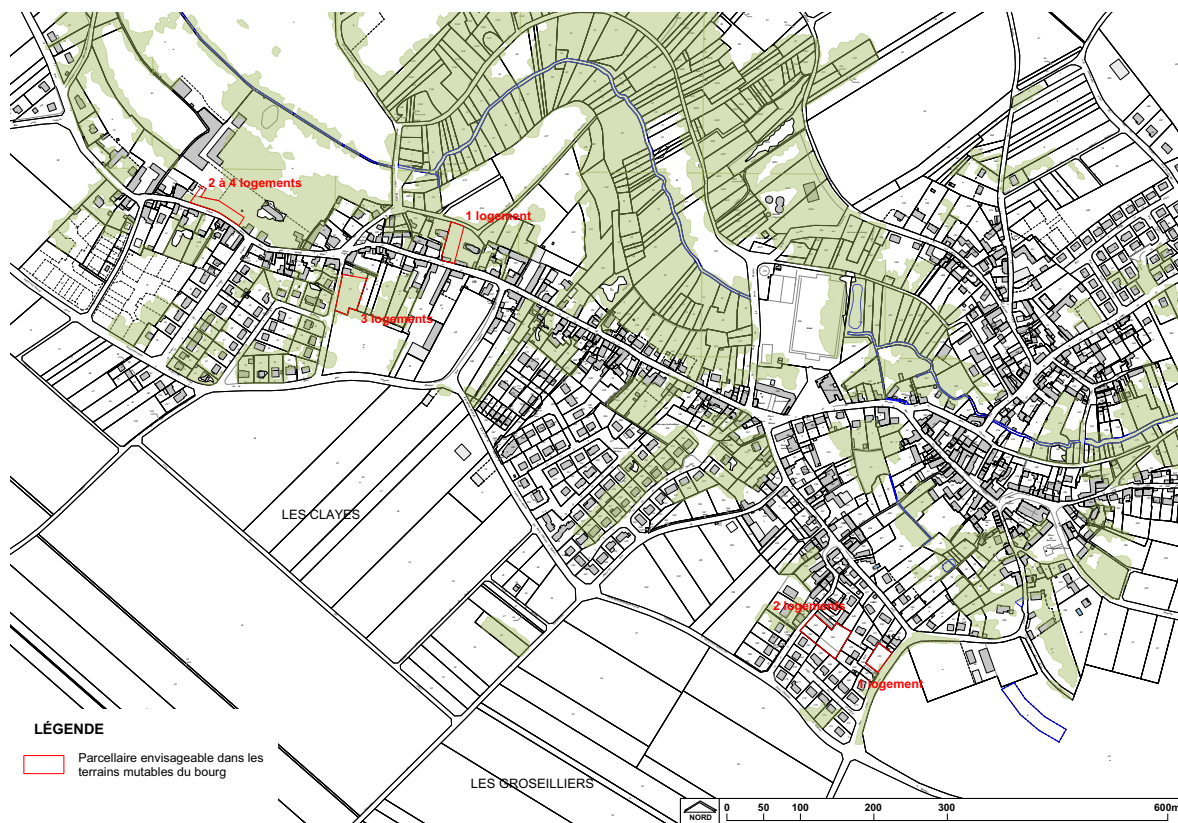 2 à 4 logements
1 logement
3 logements
LES CLAYES
2 logements
1 logement
LÉGENDE
Parcellaire envisageable dans les
terrains mutables du bourg
LES GROSEILLIERS
NORD
0 50 100 200 300 600m